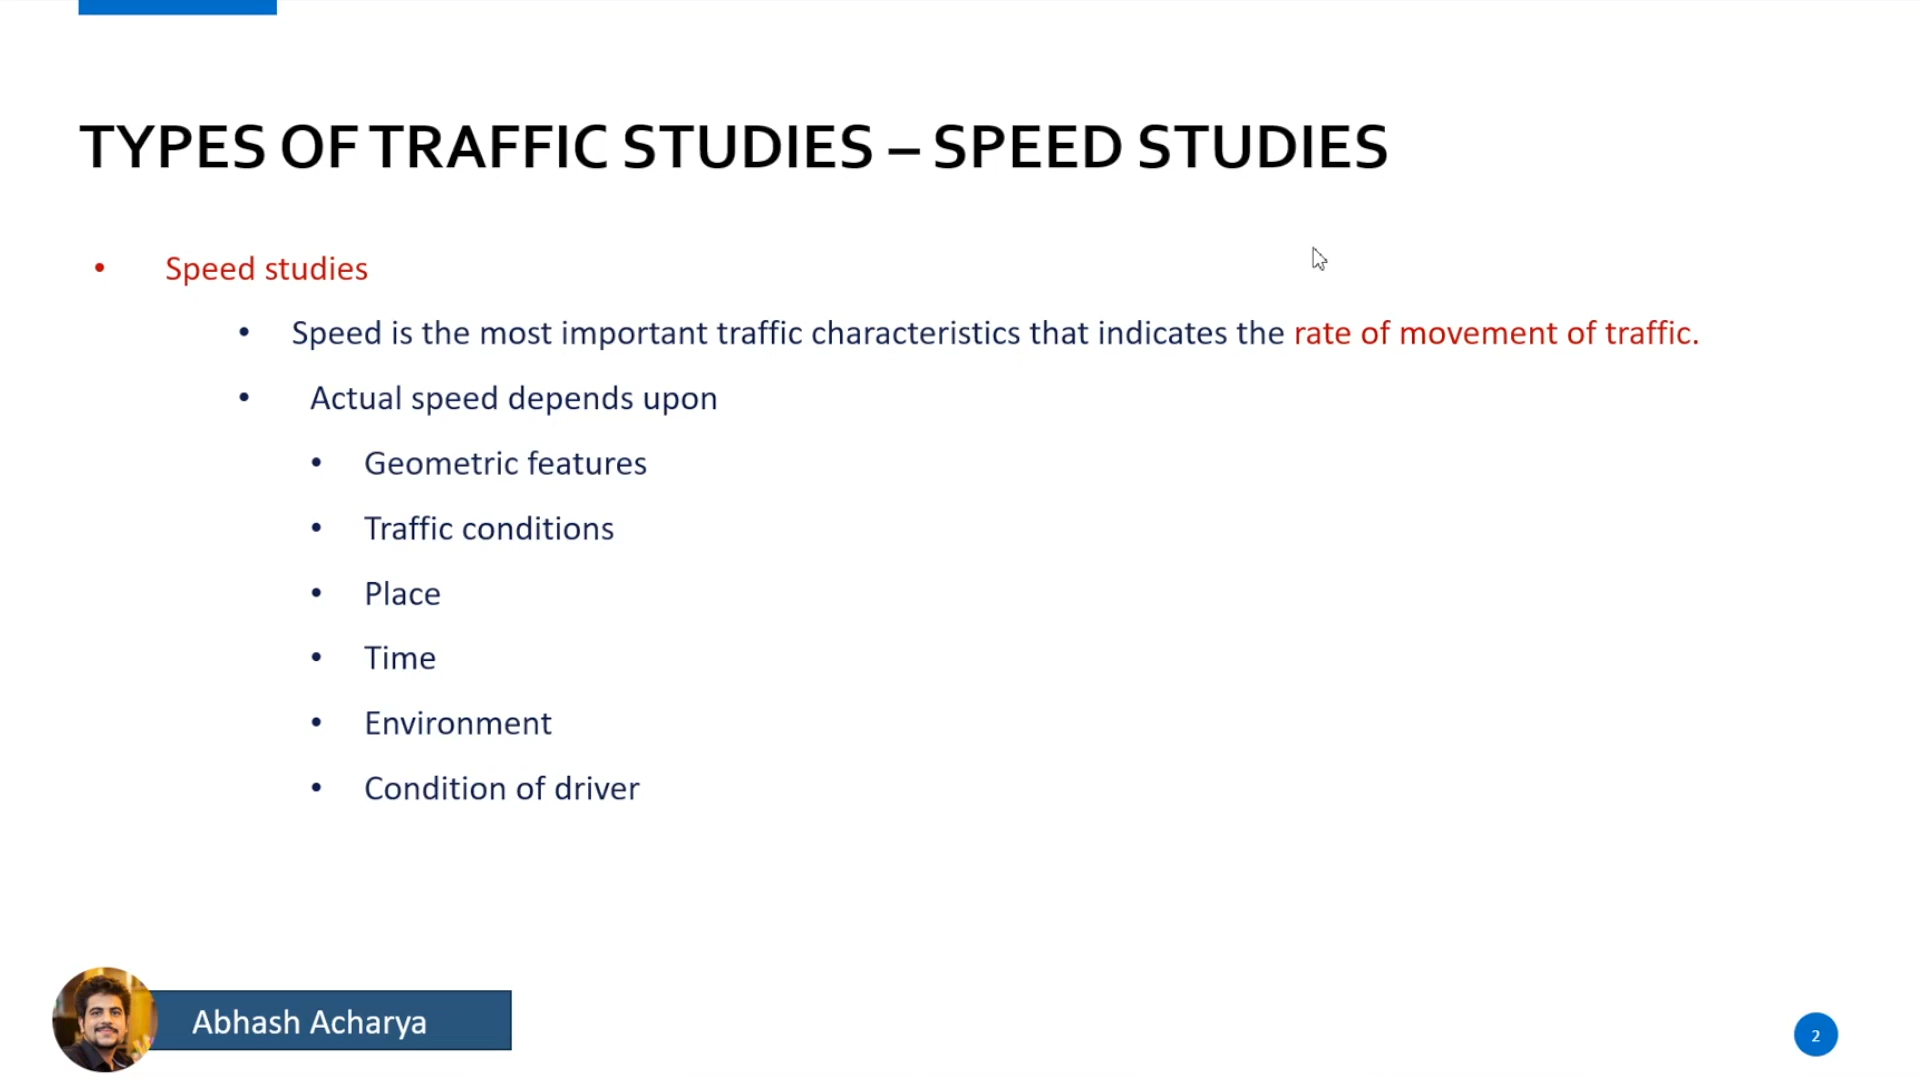 TYPES OF TRAFFIC STUDIES – SPEED STUDIES
• Speed studies
• Speed is the most important traffic characteristics that indicates the rate of movement of traffic.
• Actual speed depends upon
• Geometric features
• Traffic conditions
• Place
• Time
• Environment
• Condition of driver
Abhash Acharya
2